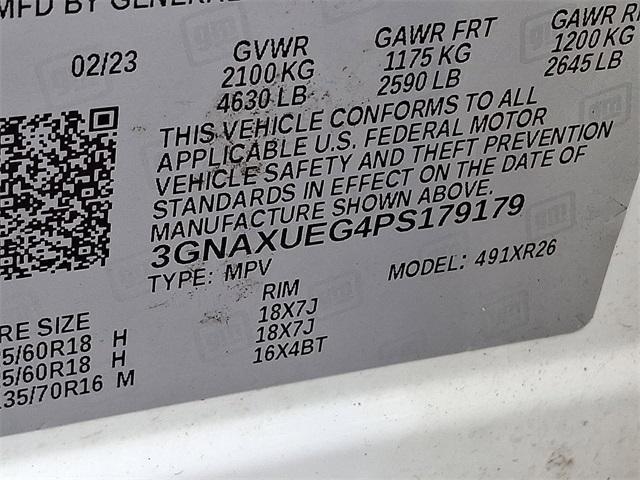 MFD BY GENERAL
02/23
GVWR
2100 KG
4630 LB
GAWR FRT
1175 KG
2590 LB
GAWR R
1200 KG
2645 LB
THIS VEHICLE CONFORMS TO ALL
APPLICABLE U.S. FEDERAL MOTOR
VEHICLE SAFETY AND THEFT PREVENTION
STANDARDS IN EFFECT ON THE DATE OF
MANUFACTURE SHOWN ABOVE.
3GNAXUEG4PS179179
TYPE: MPV MODEL: 491XR26
RE SIZE RIM
5/60R18 H 18X7J
5/60R18 H 18X7J
135/70R16 M 16X4BT